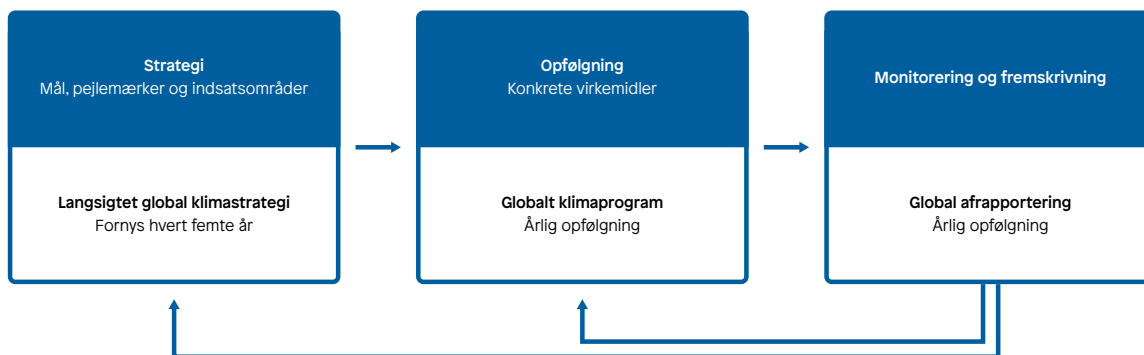 Strategi
Mål, pejlemærker og indsatsområder
Langsigtet global klimastrategi
Fornys hvert femte år
Opfølgning
Konkrete virkemidler
Globalt klimaprogram
Årlig opfølgning
Monitorering og fremskrivning
Global afrapportering
Årlig opfølgning